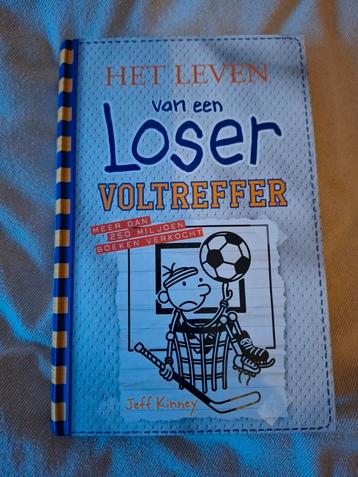 HET LEVEN
van een
Loser
VOLTREFFER
MEER DAN
250 MILJOEN
BOEKEN VERKOCHT
Jeff Kinney